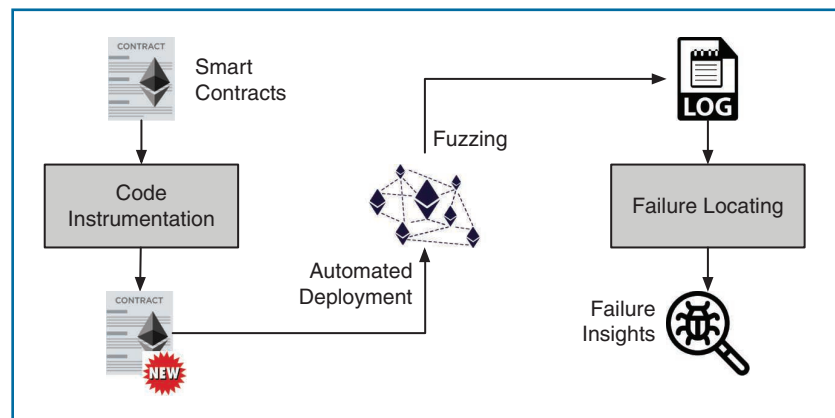 CONTRACT
Smart
Contracts
Code
Instrumentation
CONTRACT
NEW
Automated
Deployment
Fuzzing
LOG
Failure Locating
Failure
Insights